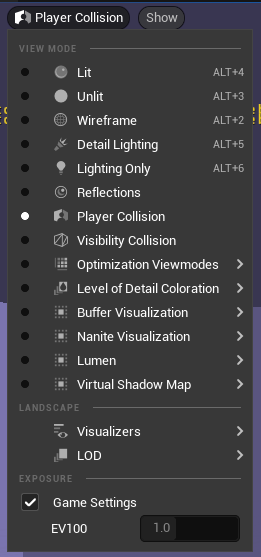 Player Collision Show
VIEW MODE
Lit ALT+4
Unlit ALT+3
Wireframe ALT+2
Detail Lighting ALT+5
Lighting Only ALT+6
Reflections
Player Collision
Visibility Collision
Optimization Viewmodes
Level of Detail Coloration
Buffer Visualization
Nanite Visualization
Lumen
Virtual Shadow Map
LANDSCAPE
Visualizers
LOD
EXPOSURE
Game Settings
EV100 1.0